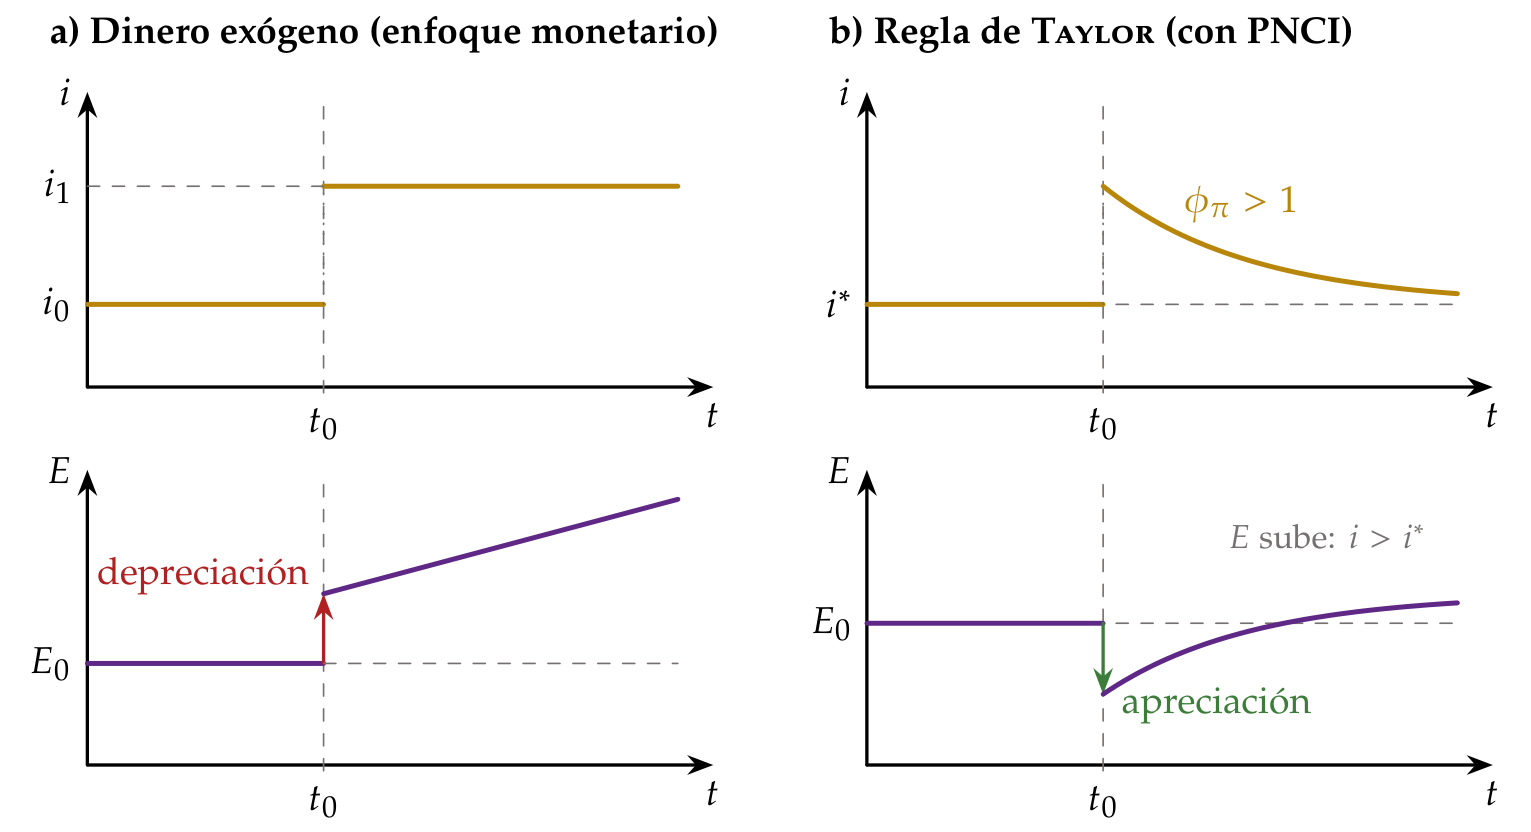 a) Dinero exógeno (enfoque monetario)
i
i₁
i₀
t₀
t
E
depreciación
E₀
t₀
t
b) Regla de Taylor (con PNCI)
i
ϕπ > 1
i*
t₀
t
E
E sube: i > i*
E₀
apreciación
t₀
t